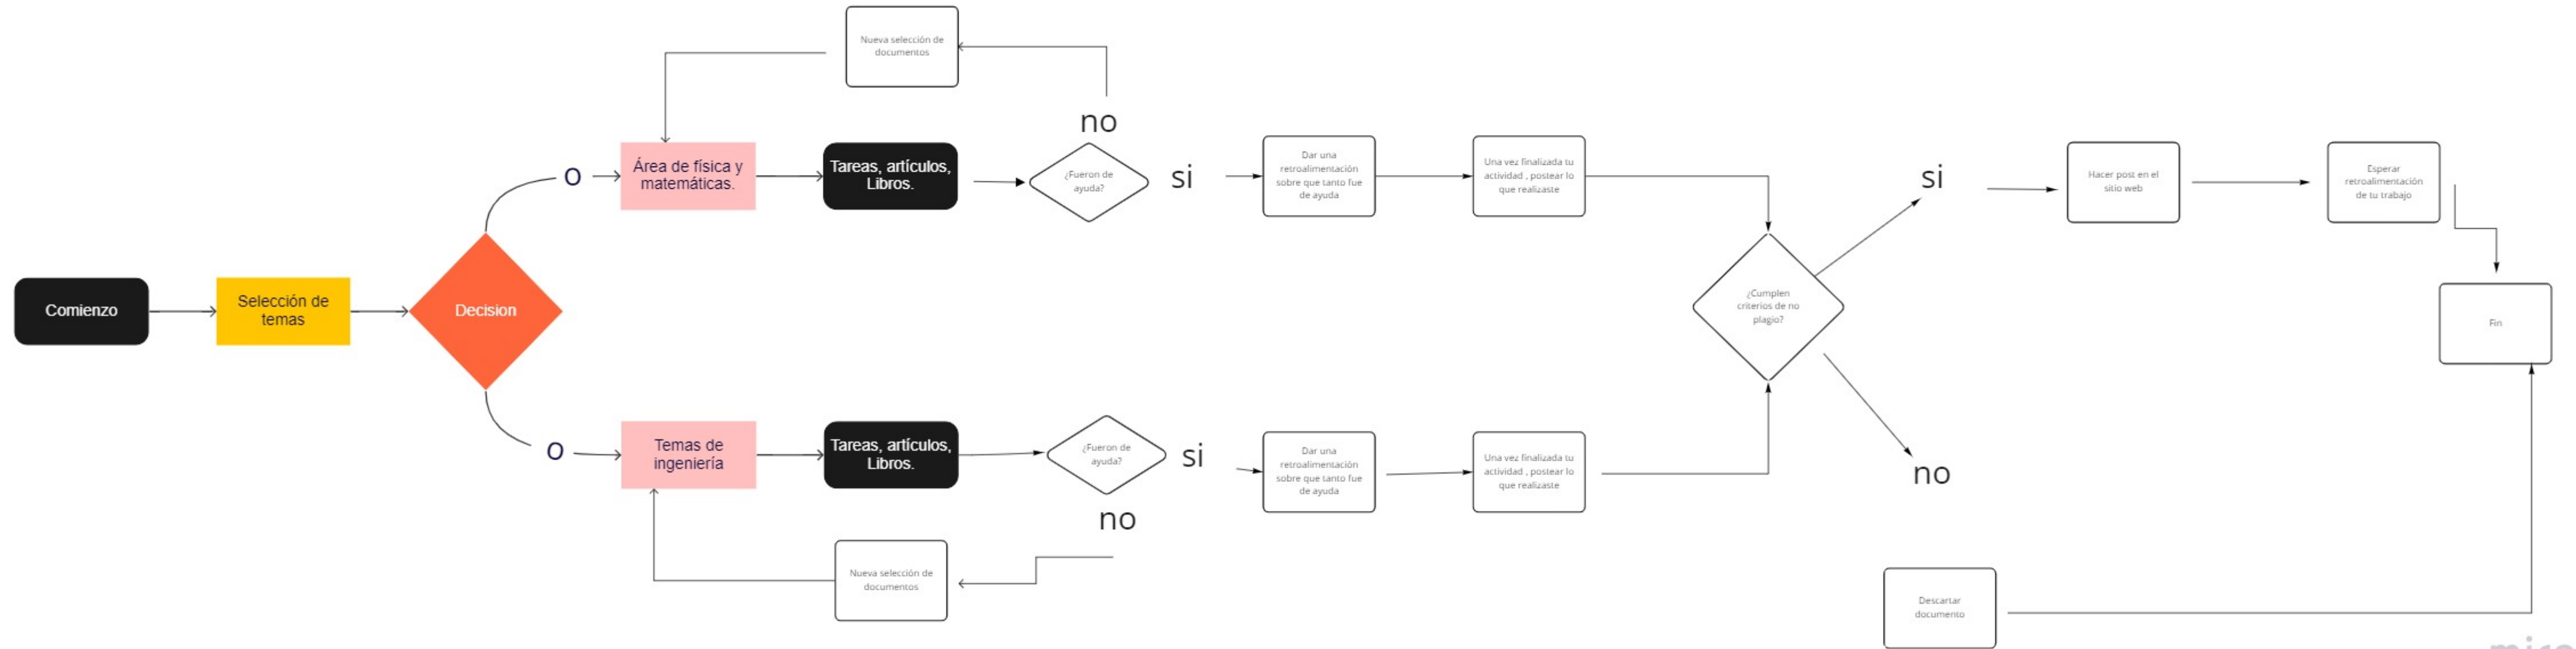 Nueva selección de
documentos
no
O
Área de física y
matemáticas.
Tareas, artículos,
Libros.
¿Fueron de
ayuda?
si
Dar una
retroalimentación
sobre que tanto fue
de ayuda
Una vez finalizada tu
actividad , postear lo
que realizaste
si
Hacer post en el
sitio web
Esperar
retroalimentación
de tu trabajo
Comienzo
Selección de
temas
Decision
¿Cumplen
criterios de no
plagio?
Fin
O
Temas de
ingeniería
Tareas, artículos,
Libros.
¿Fueron de
ayuda?
si
Dar una
retroalimentación
sobre que tanto fue
de ayuda
Una vez finalizada tu
actividad , postear lo
que realizaste
no
no
Nueva selección de
documentos
Descartar
documento